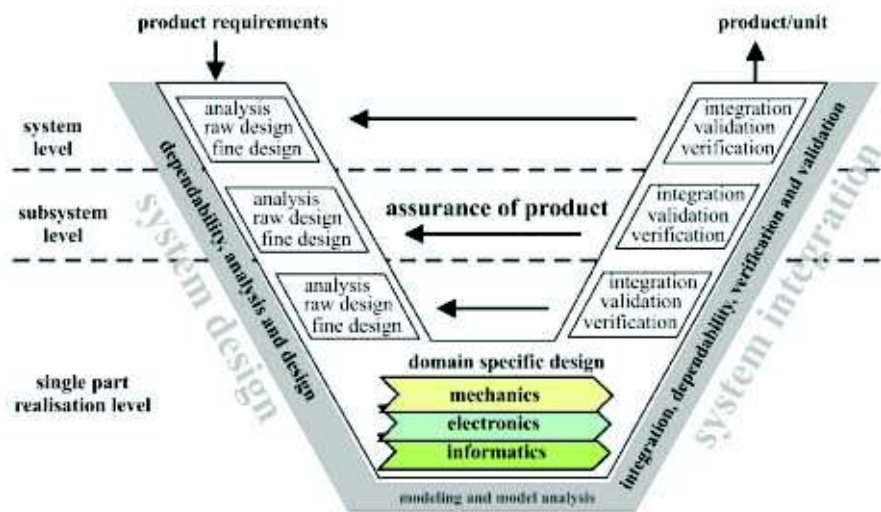 product requirements
product/unit
system
level
analysis
raw design
fine design
integration
validation
verification
subsystem
level
analysis
raw design
fine design
assurance of product
integration
validation
verification
analysis
raw design
fine design
integration
validation
verification
single part
realisation level
domain specific design
mechanics
electronics
informatics
modeling and model analysis
dependability, analysis and design
system design
integration, dependability, verification and validation
system integration